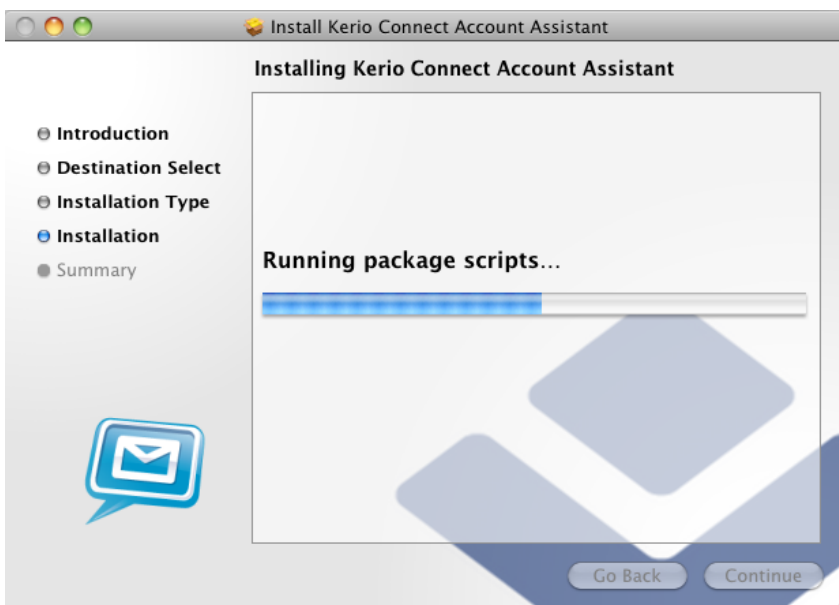 Install Kerio Connect Account Assistant
Installing Kerio Connect Account Assistant
Introduction
Destination Select
Installation Type
Installation
Summary
Running package scripts...
Go Back
Continue